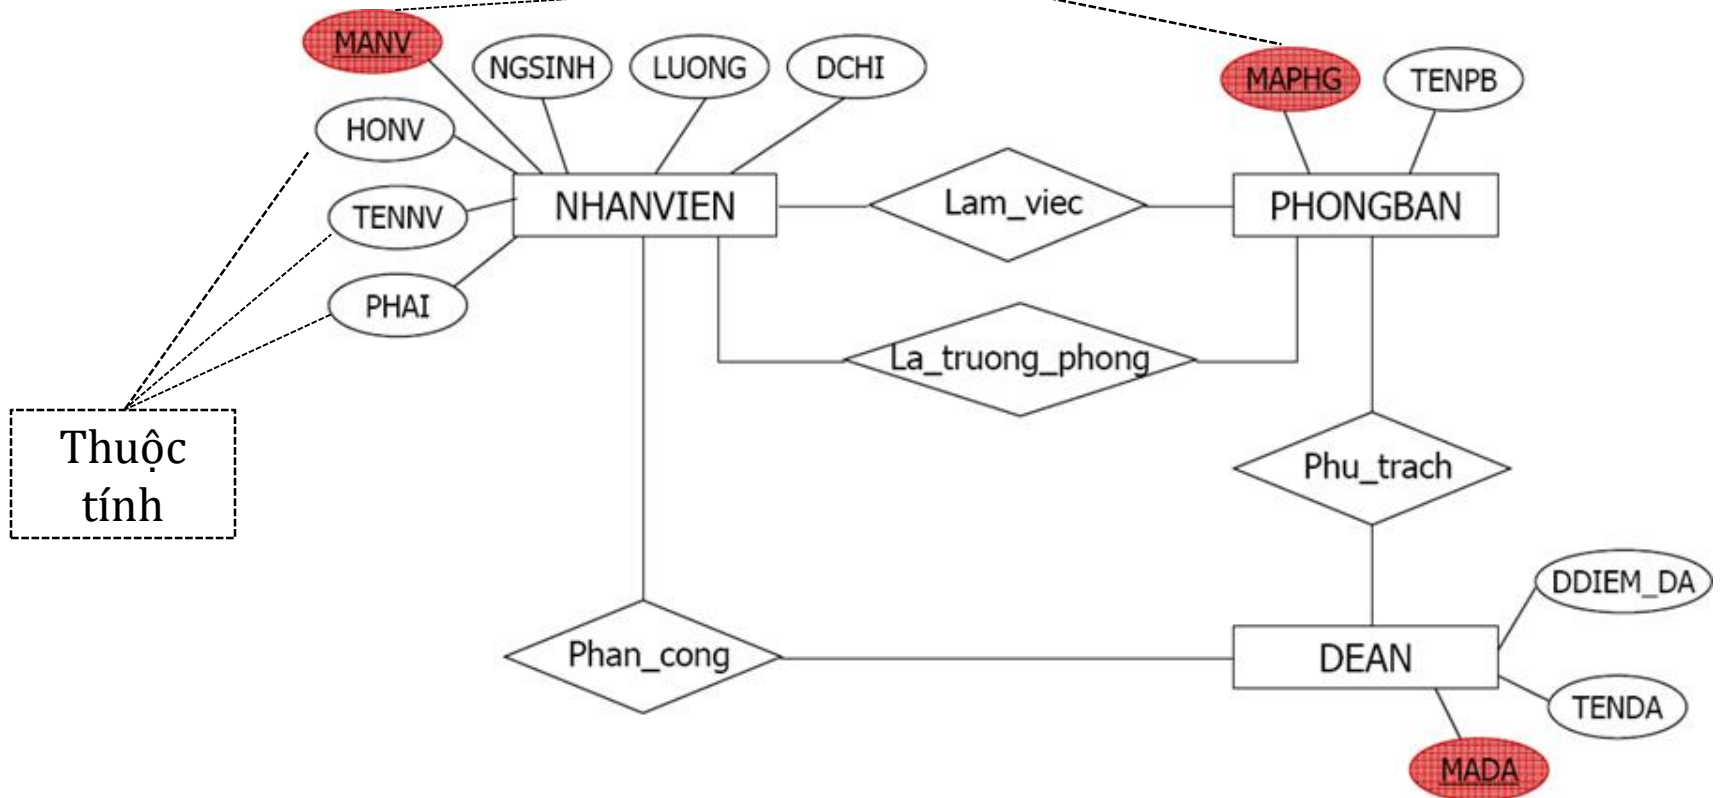 MANV
NGSINH
LUONG
DCHI
MAPHG
TENPB
HONV
TENNV
NHANVIEN
Lam_viec
PHONGBAN
PHAI
La_truong_phong
Thuộc
tính
Phu_trach
DDIEM_DA
Phan_cong
DEAN
TENDA
MADA